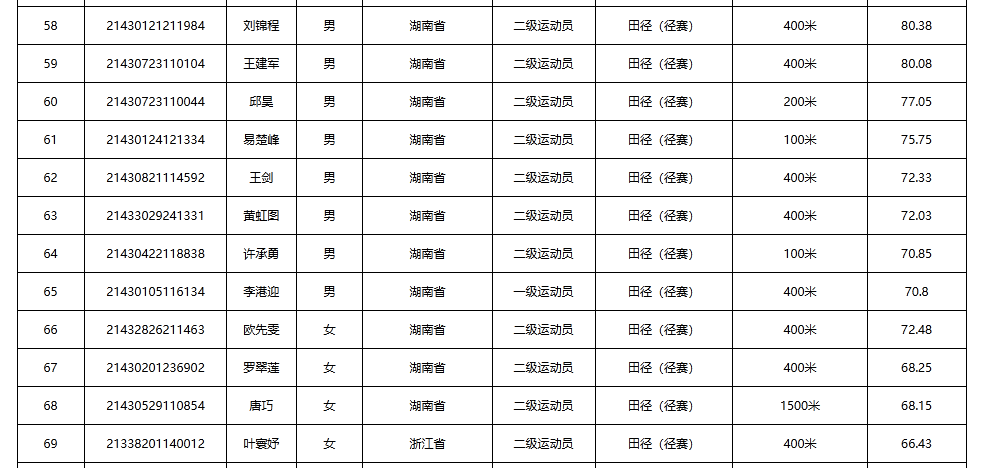 58 21430121211984 刘锦程 男 湖南省 二级运动员 田径（径赛） 400米 80.38
59 21430723110104 王建军 男 湖南省 二级运动员 田径（径赛） 400米 80.08
60 21430723110044 邱昊 男 湖南省 二级运动员 田径（径赛） 200米 77.05
61 21430124121334 易楚峰 男 湖南省 二级运动员 田径（径赛） 100米 75.75
62 21430821114592 王剑 男 湖南省 二级运动员 田径（径赛） 400米 72.33
63 21433029241331 黄虹图 男 湖南省 二级运动员 田径（径赛） 400米 72.03
64 21430422118838 许承勇 男 湖南省 二级运动员 田径（径赛） 100米 70.85
65 21430105116134 李港迎 男 湖南省 一级运动员 田径（径赛） 400米 70.8
66 21432826211463 欧先雯 女 湖南省 二级运动员 田径（径赛） 400米 72.48
67 21430201236902 罗翠莲 女 湖南省 二级运动员 田径（径赛） 400米 68.25
68 21430529110854 唐巧 女 湖南省 二级运动员 田径（径赛） 1500米 68.15
69 21338201140012 叶寰妤 女 浙江省 二级运动员 田径（径赛） 400米 66.43